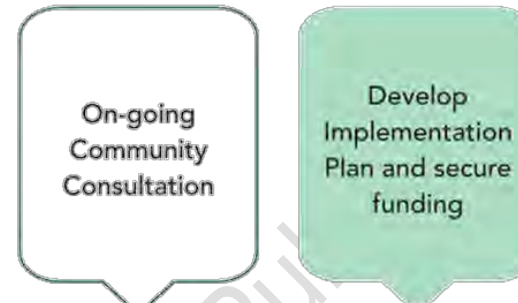 On-going
Community
Consultation
Develop
Implementation
Plan and secure
funding